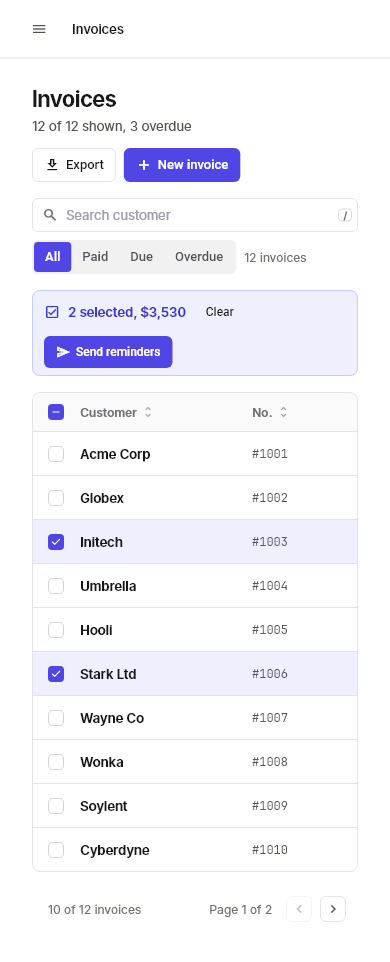 Invoices
Invoices
12 of 12 shown, 3 overdue
Export
New invoice
Search customer /
All Paid Due Overdue 12 invoices
2 selected, $3,530 Clear
Send reminders
Customer No.
Acme Corp #1001
Globex #1002
Initech #1003
Umbrella #1004
Hooli #1005
Stark Ltd #1006
Wayne Co #1007
Wonka #1008
Soylent #1009
Cyberdyne #1010
10 of 12 invoices Page 1 of 2